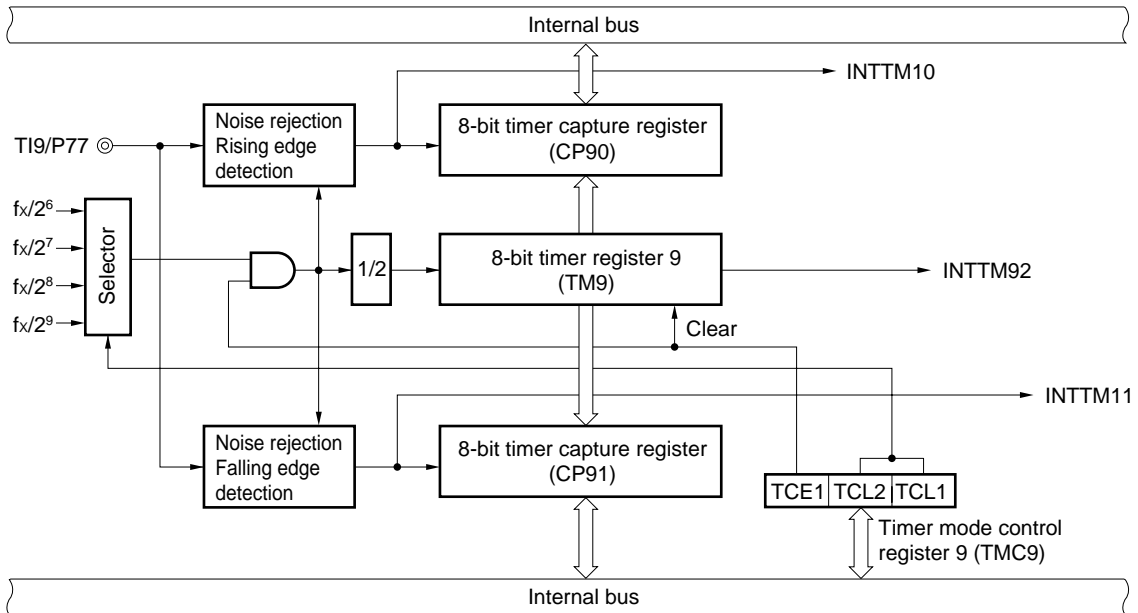 Internal bus
INTTM10
TI9/P77
Noise rejection
Rising edge
detection
8-bit timer capture register
(CP90)
fx/2⁶
fx/2⁷
fx/2⁸
fx/2⁹
Selector
1/2
8-bit timer register 9
(TM9)
INTTM92
Clear
INTTM11
Noise rejection
Falling edge
detection
8-bit timer capture register
(CP91)
TCE1 TCL2 TCL1
Timer mode control
register 9 (TMC9)
Internal bus